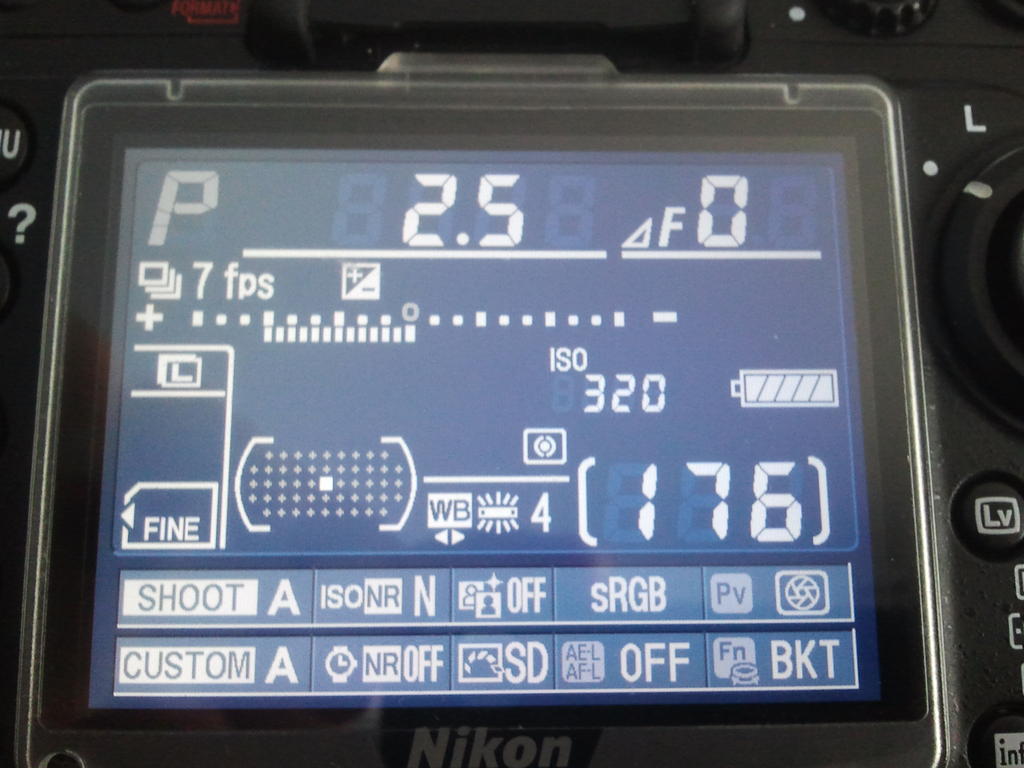 FORMAT
L
?
P 2.5 ⊿F 0
7 fps
+ -
L
ISO
320
FINE
WB 4
[176]
Lv
SHOOT A ISO NR N OFF sRGB Pv
CUSTOM A NR OFF SD AE-L AF-L OFF Fn BKT
Nikon